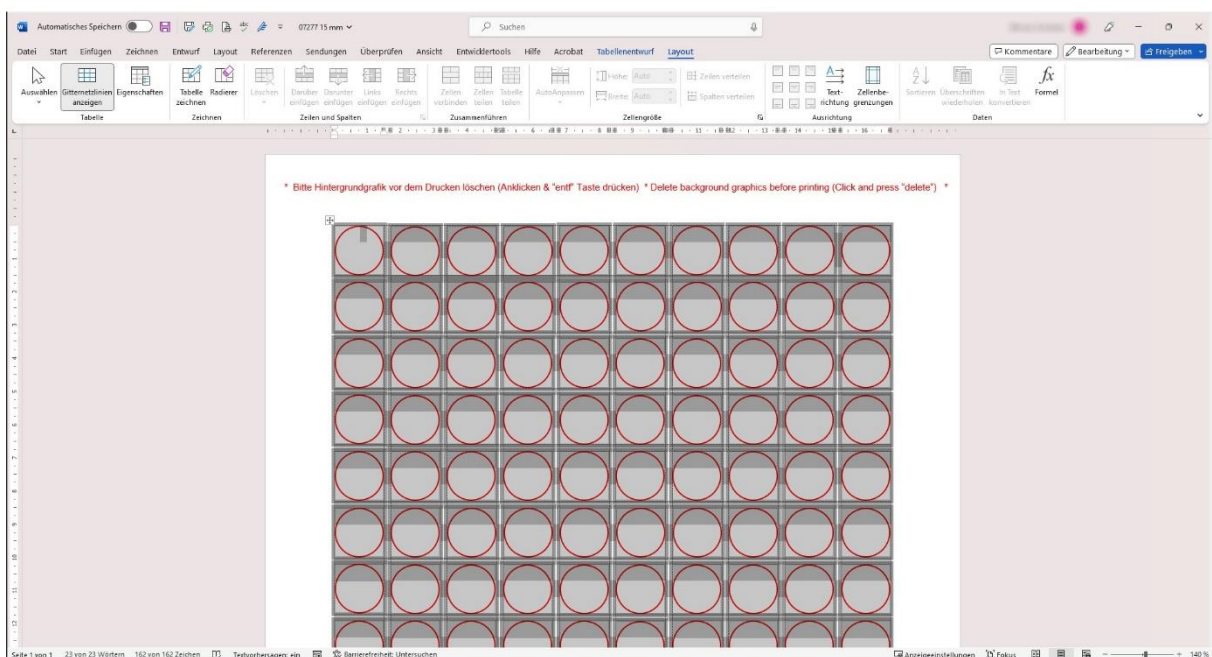 Automatisches Speichern
07277 15 mm
Suchen
Datei Start Einfügen Zeichnen Entwurf Layout Referenzen Sendungen Überprüfen Ansicht Entwicklertools Hilfe Acrobat Tabellenentwurf Layout
Kommentare Bearbeitung Freigeben
Auswählen Gitternetzlinien anzeigen Eigenschaften
Tabelle
Tabelle zeichnen Radierer
Zeichnen
Löschen Darüber einfügen Darunter einfügen Links einfügen Rechts einfügen
Zeilen und Spalten
Zellen verbinden Zellen teilen Tabelle teilen
Zusammenführen
AutoAnpassen
Höhe: Auto Zeilen verteilen
Breite: Auto Spalten verteilen
Zellengröße
Text-richtung Zellenbe-grenzungen
Ausrichtung
Sortieren Überschriften wiederholen In Text konvertieren Formel
Daten
* Bitte Hintergrundgrafik vor dem Drucken löschen (Anklicken & "entf" Taste drücken) * Delete background graphics before printing (Click and press "delete") *
Seite 1 von 1 23 von 23 Wörtern 162 von 162 Zeichen Textvorhersagen: ein Barrierefreiheit: Untersuchen
Anzeigeeinstellungen Fokus 140 %